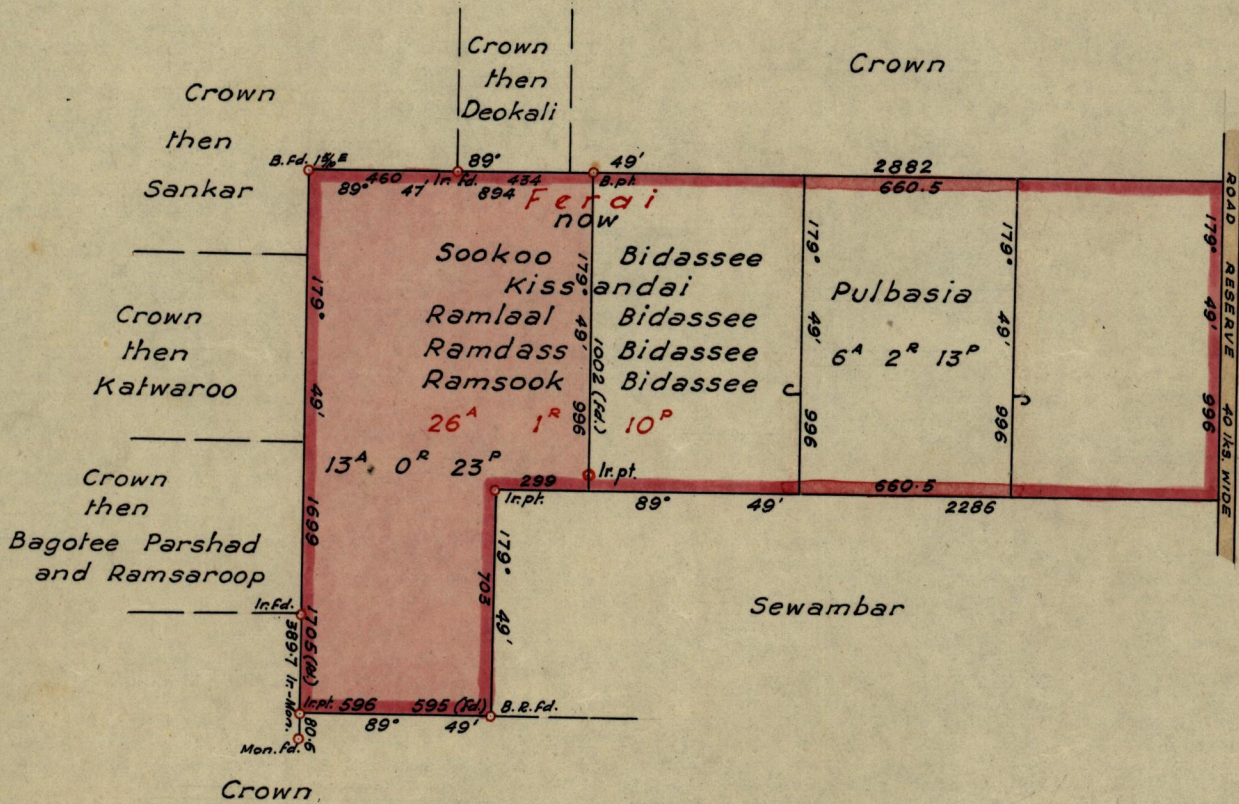 Crown
then
Deokali
Crown
Crown
then
Sankar
B.Fd.
89° 49'
2882
460 Ir. Fd. 434
B.pt.
660.5
89° 47' 894
Ferai
now
Sookoo Bidassee
Kissandai
Ramlaal Bidassee
Ramdass Bidassee
Ramsook Bidassee
26ᴬ 1ᴿ 10ᴾ
13ᴬ 0ᴿ 23ᴾ
179° 49' 996
1002 (fd.)
179° 49' 996
Pulbasia
6ᴬ 2ᴿ 13ᴾ
179° 49' 996
179° 49' 996
ROAD RESERVE 40 lks. WIDE
Crown
then
Katwaroo
179° 49' 1699
1705 (fd.)
Crown
then
Bagotee Parshad
and Ramsaroop
Ir.Fd.
389.7 Ir-Mon.
299
Ir.pt.
Ir.pt.
660.5
89° 49' 2286
179° 49'
703
Sewambar
Ir.pt. 596 595 (Fd.) B.R.Fd.
89° 49'
80.6
Mon.Fd.
Crown